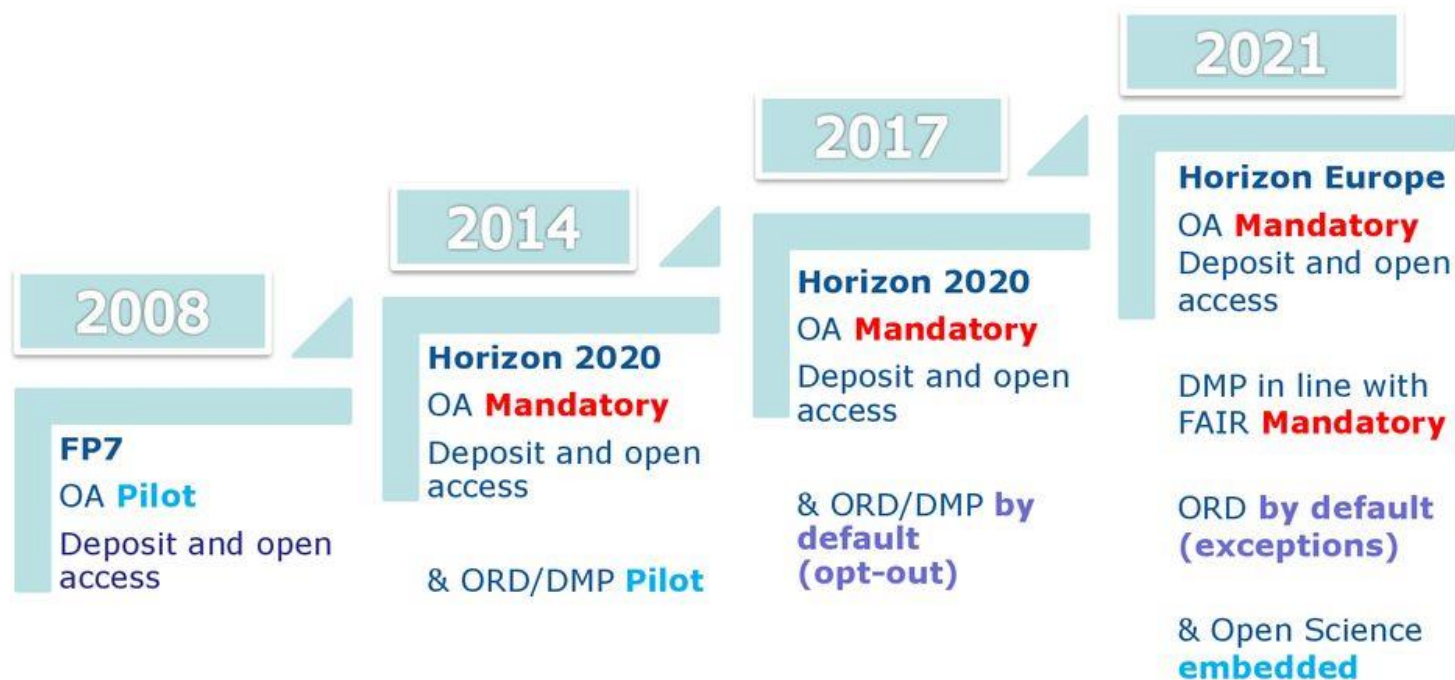 2008
FP7
OA Pilot
Deposit and open
access
2014
Horizon 2020
OA Mandatory
Deposit and open
access
& ORD/DMP Pilot
2017
Horizon 2020
OA Mandatory
Deposit and open
access
& ORD/DMP by
default
(opt-out)
2021
Horizon Europe
OA Mandatory
Deposit and open
access
DMP in line with
FAIR Mandatory
ORD by default
(exceptions)
& Open Science
embedded